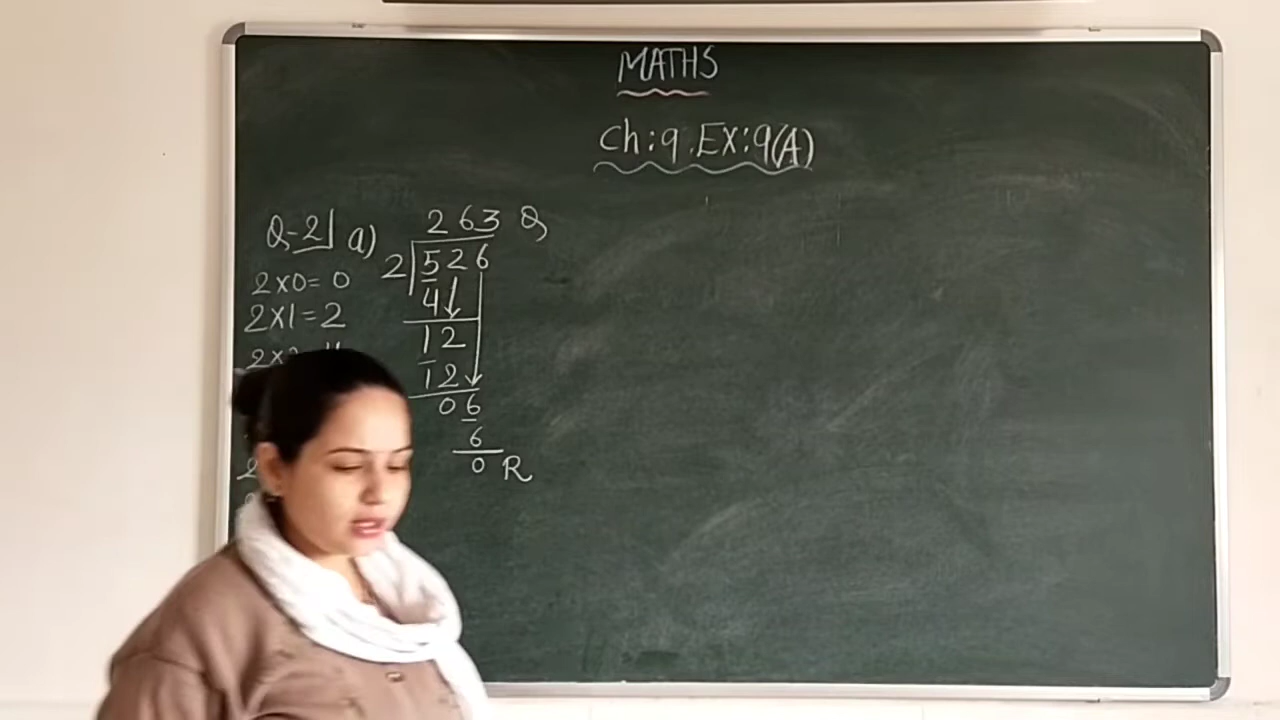 MATHS
Ch:9.Ex:9(A)
Q-2 a)
263 Q
2 526
4
12
12
06
6
0 R
2x0=0
2x1=2